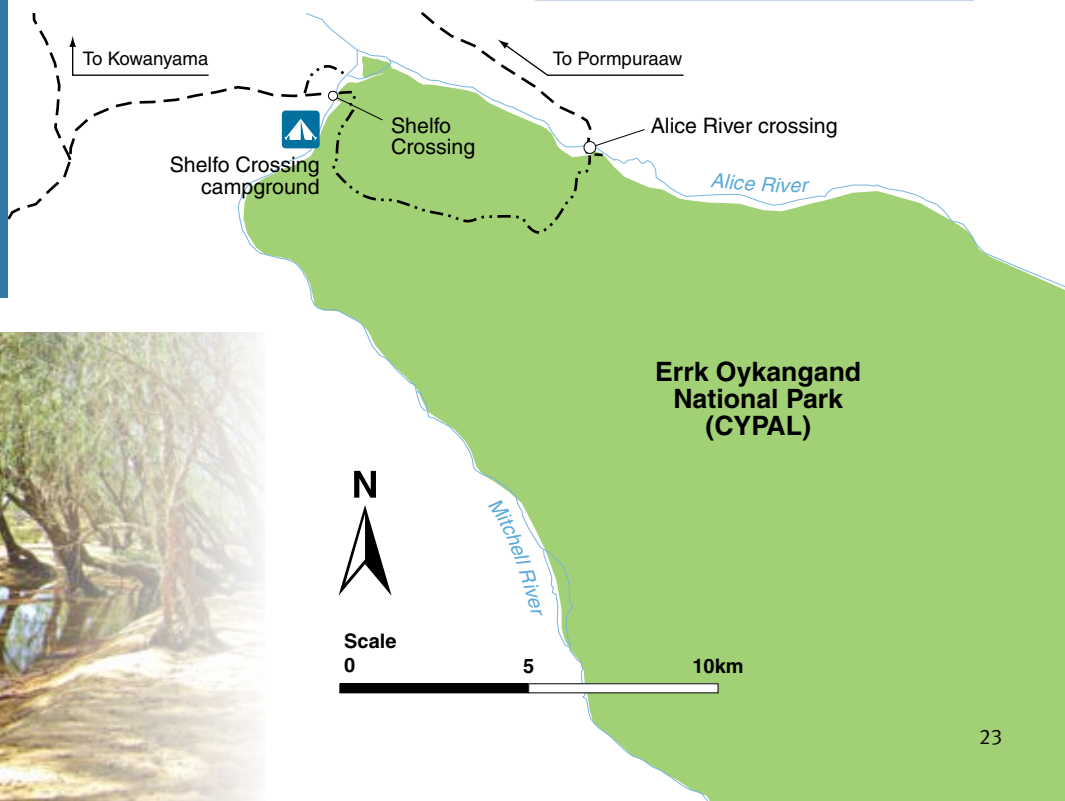 To Kowanyama
To Pormpuraaw
Shelfo
Crossing
Alice River crossing
Shelfo Crossing
campground
Alice River
Errk Oykangand
National Park
(CYPAL)
N
Mitchell River
Scale
0 5 10km
23